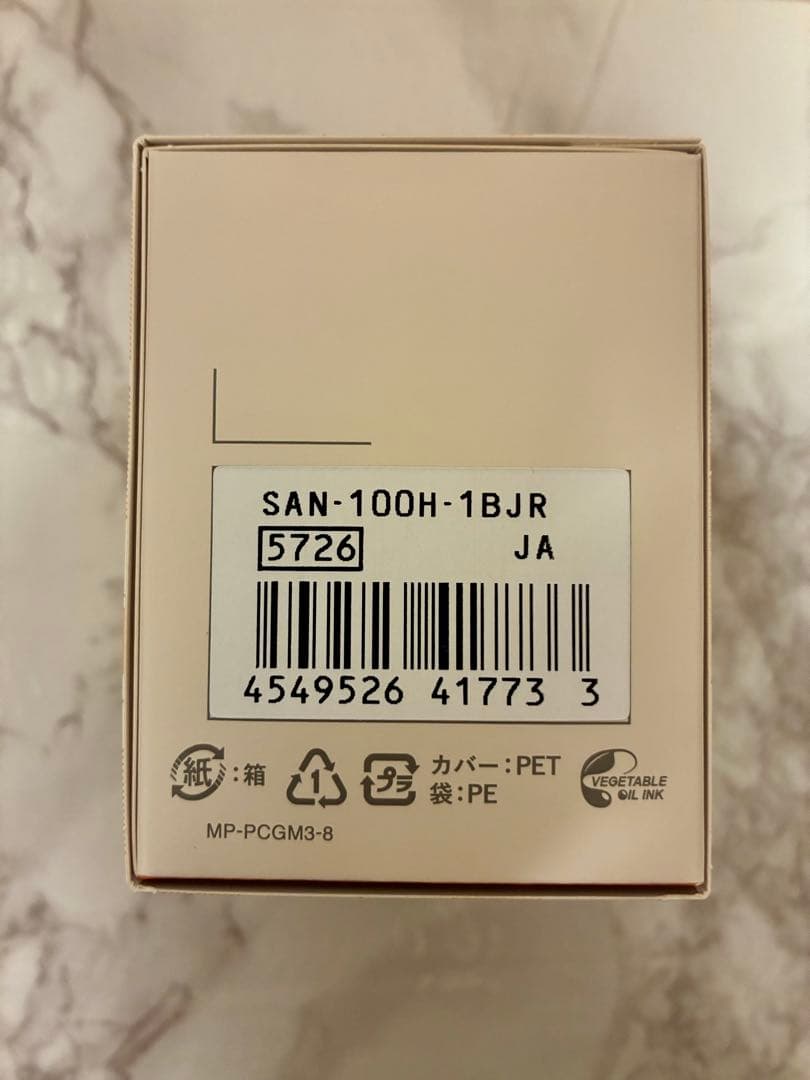 SAN-100H-1BJR
5726 JA
4549526 41773 3
紙:箱
1
プラ
カバー:PET
袋:PE
VEGETABLE
OIL INK
MP-PCGM3-8